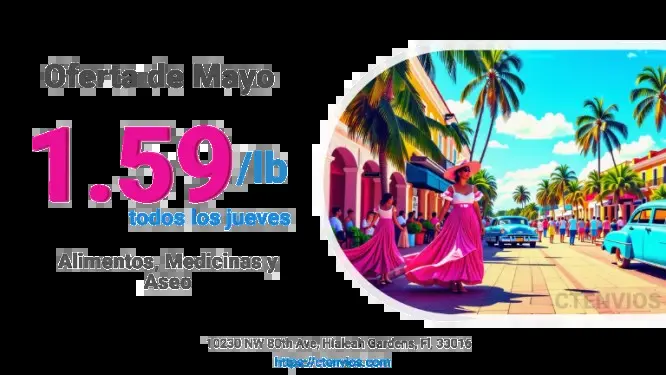 Oferta de Mayo
1.59/lb
todos los jueves
Alimentos, Medicinas y
Aseo
CTENVIOS
10230 NW 80th Ave, Hialeah Gardens, Fl 33016
https://ctenvios.com